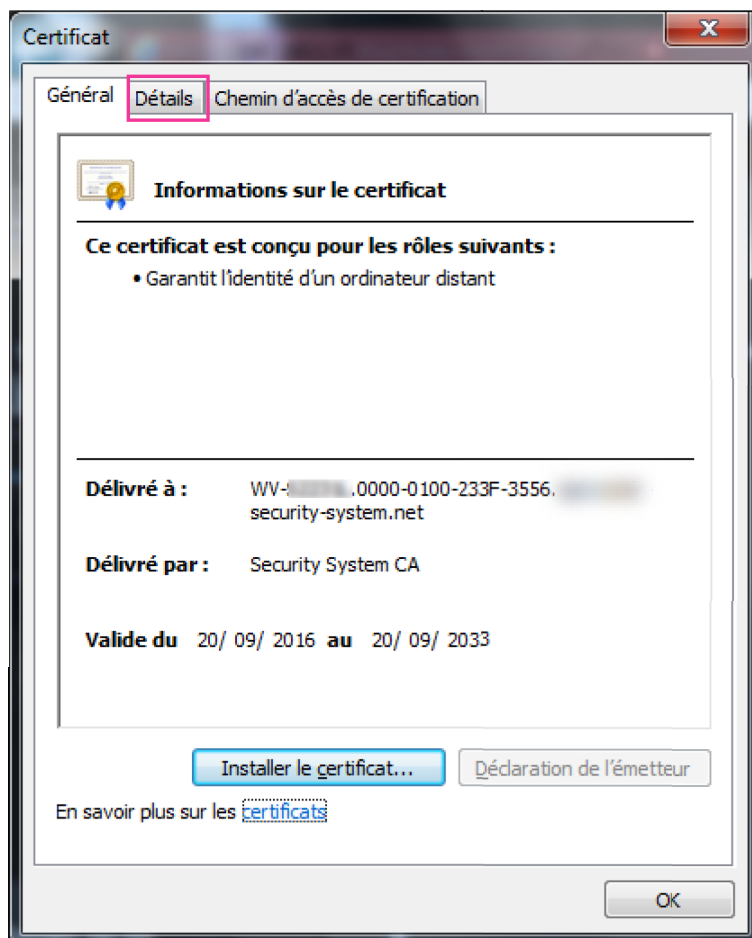 Certificat
Général Détails Chemin d'accès de certification
Informations sur le certificat
Ce certificat est conçu pour les rôles suivants :
• Garantit l'identité d'un ordinateur distant
Délivré à : WV- .0000-0100-233F-3556.
security-system.net
Délivré par : Security System CA
Valide du 20/ 09/ 2016 au 20/ 09/ 2033
Installer le certificat... Déclaration de l'émetteur
En savoir plus sur les certificats
OK